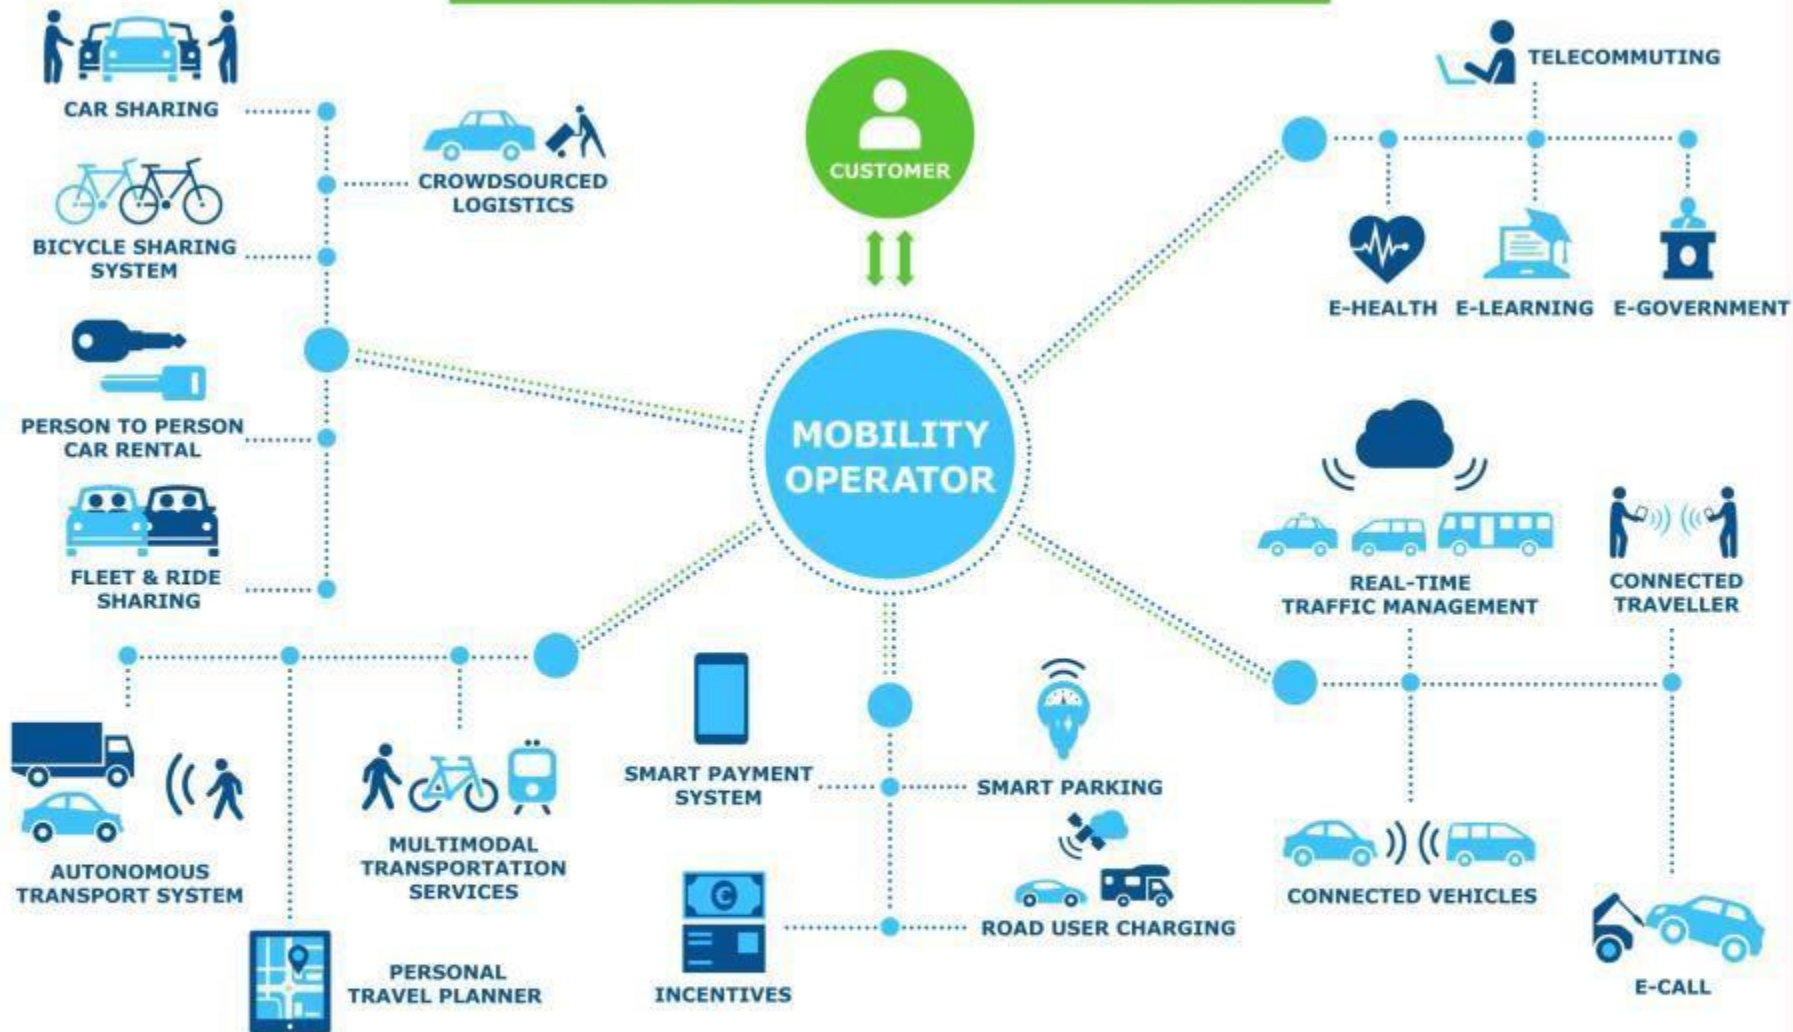 CAR SHARING
CROWDSOURCED
LOGISTICS
BICYCLE SHARING
SYSTEM
PERSON TO PERSON
CAR RENTAL
FLEET & RIDE
SHARING
CUSTOMER
MOBILITY
OPERATOR
TELECOMMUTING
E-HEALTH
E-LEARNING
E-GOVERNMENT
REAL-TIME
TRAFFIC MANAGEMENT
CONNECTED
TRAVELLER
CONNECTED VEHICLES
E-CALL
AUTONOMOUS
TRANSPORT SYSTEM
MULTIMODAL
TRANSPORTATION
SERVICES
PERSONAL
TRAVEL PLANNER
SMART PAYMENT
SYSTEM
SMART PARKING
INCENTIVES
ROAD USER CHARGING